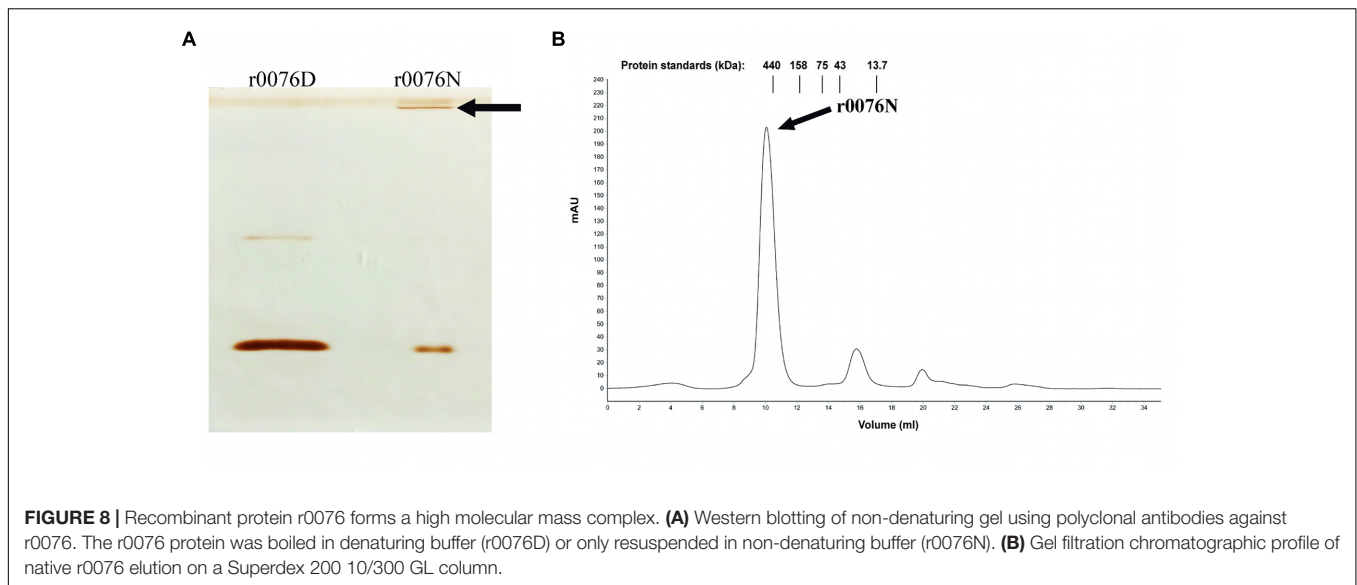 A
r0076D r0076N
B
Protein standards (kDa): 440 158 75 43 13.7
r0076N
240
230
220
210
200
190
180
170
160
150
140
130
120
110
100
90
80
70
60
50
40
30
20
10
0
mAU
0 2 4 6 8 10 12 14 16 18 20 22 24 26 28 30 32 34
Volume (ml)
FIGURE 8 | Recombinant protein r0076 forms a high molecular mass complex. (A) Western blotting of non-denaturing gel using polyclonal antibodies against
r0076. The r0076 protein was boiled in denaturing buffer (r0076D) or only resuspended in non-denaturing buffer (r0076N). (B) Gel filtration chromatographic profile of
native r0076 elution on a Superdex 200 10/300 GL column.